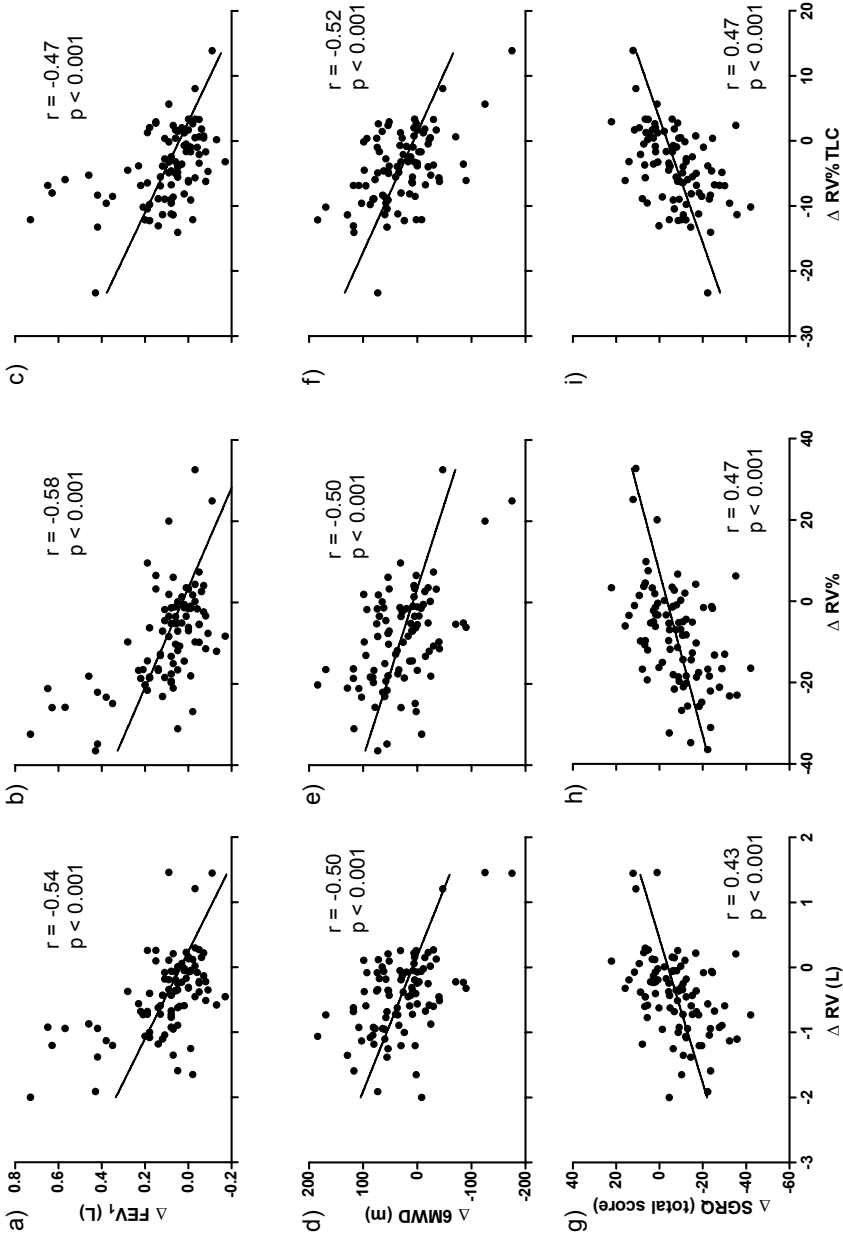 a)
r = -0.54
p < 0.001
Δ FEV₁ (L)
0.8
0.6
0.4
0.2
0.0
-0.2
b)
r = -0.58
p < 0.001
c)
r = -0.47
p < 0.001
d)
r = -0.50
p < 0.001
Δ 6MWD (m)
200
100
0
-100
-200
e)
r = -0.50
p < 0.001
f)
r = -0.52
p < 0.001
g)
r = 0.43
p < 0.001
Δ SGRQ
(total score)
40
20
0
-20
-40
-60
-3
-2
-1
0
1
2
Δ RV (L)
h)
r = 0.47
p < 0.001
40
20
0
20
40
Δ RV%
i)
r = 0.47
p < 0.001
-30
-20
-10
0
10
20
Δ RV%TLC